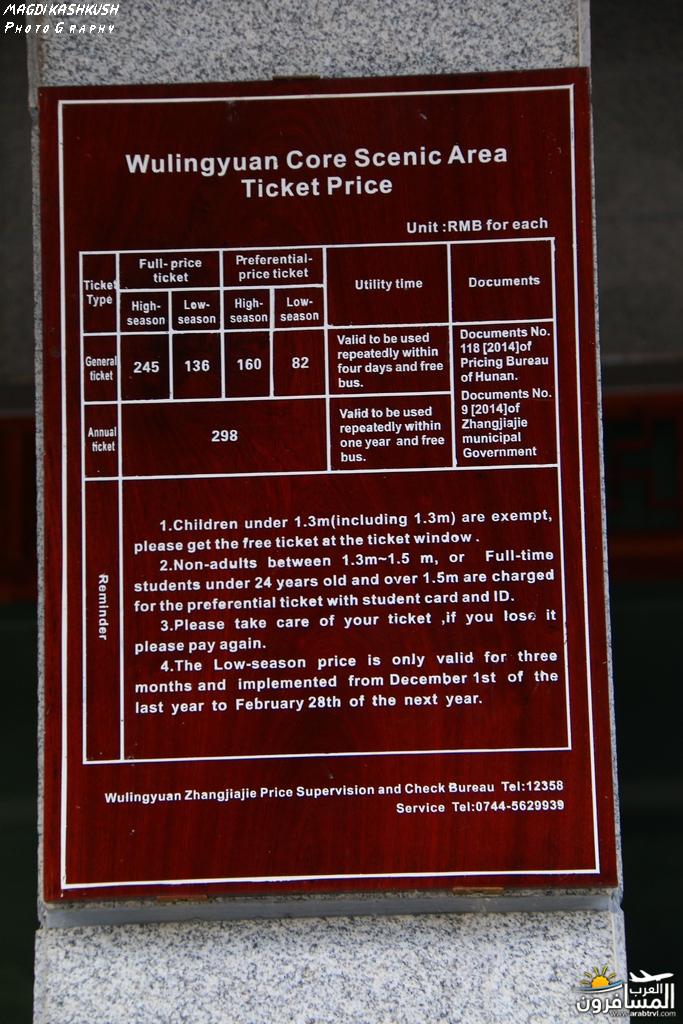 MAGDI KASHKUSH
PHOTOGRAPHY
Wulingyuan Core Scenic Area
Ticket Price
Unit :RMB for each
Ticket Type
Full-price ticket
Preferential-price ticket
Utility time
Documents
High-season
Low-season
High-season
Low-season
General ticket
245
136
160
82
Valid to be used
repeatedly within
four days and free
bus.
Documents No.
118 [2014]of
Pricing Bureau
of Hunan.
Documents No.
9 [2014]of
Zhangjiajie
municipal
Government
Annual ticket
298
Valid to be used
repeatedly within
one year and free
bus.
Reminder
1.Children under 1.3m(including 1.3m) are exempt,
please get the free ticket at the ticket window .
2.Non-adults between 1.3m~1.5 m, or Full-time
students under 24 years old and over 1.5m are charged
for the preferential ticket with student card and ID.
3.Please take care of your ticket ,if you lose it
please pay again.
4.The Low-season price is only valid for three
months and implemented from December 1st of the
last year to February 28th of the next year.
Wulingyuan Zhangjiajie Price Supervision and Check Bureau Tel:12358
Service Tel:0744-5629939
العرب
المسافرون
www.arabtrvl.com